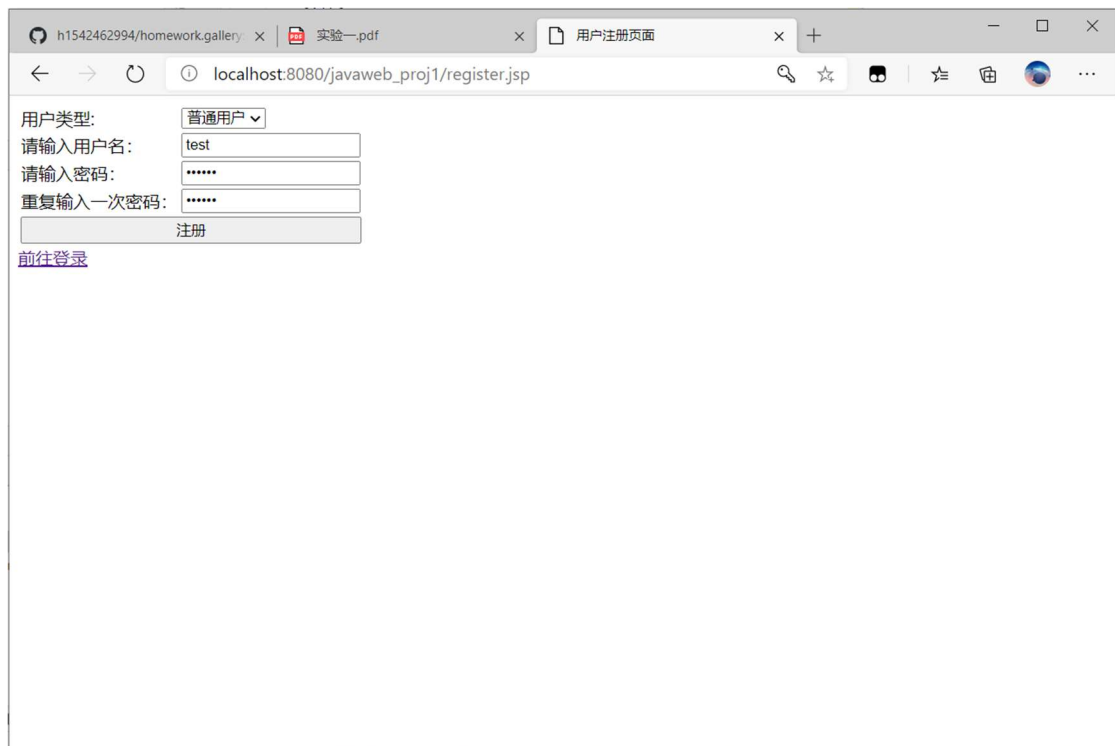 h1542462994/homework.gallery
实验一.pdf
用户注册页面
localhost:8080/javaweb_proj1/register.jsp
用户类型:
普通用户
请输入用户名：
test
请输入密码：
••••••
重复输入一次密码：
••••••
注册
前往登录